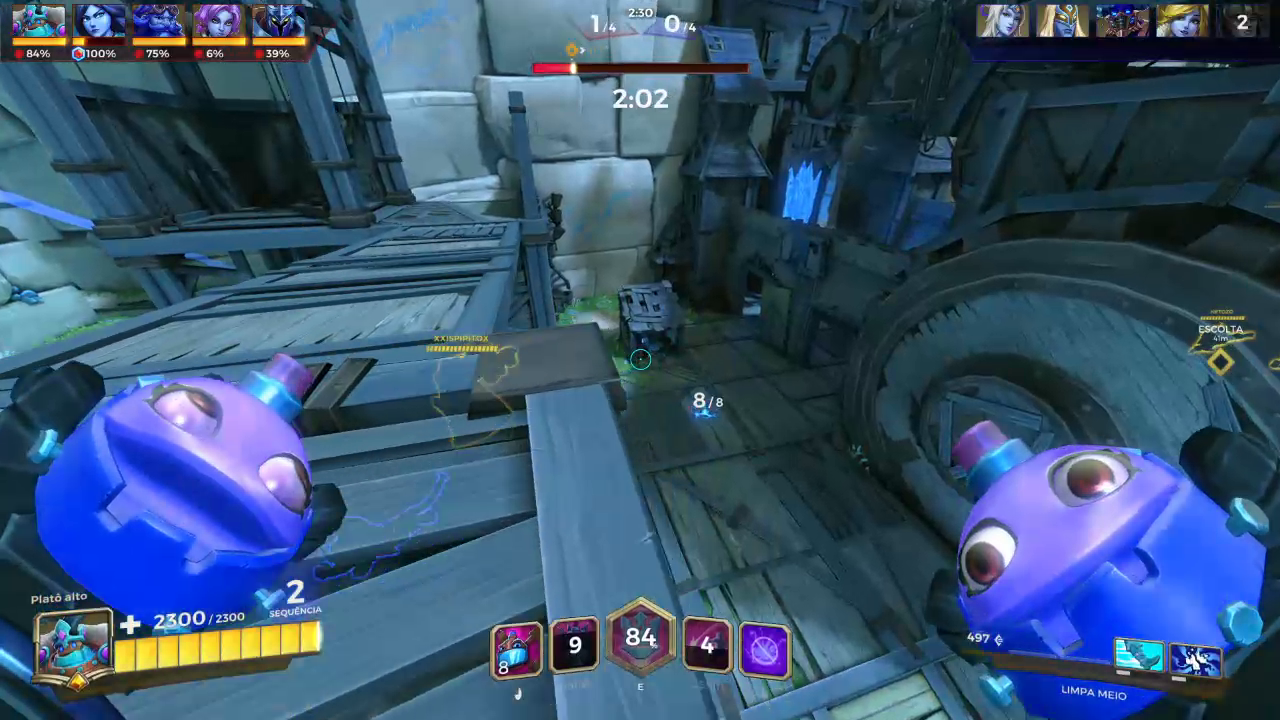 84% 100% 75% 6% 39%
1/4 2:30 0/4
2
2:02
XXISPIRITDX
ESCOLTA
41m
8/8
Platô alto
2300/2300
2
SEQUÊNCIA
8 9 84% 4
E
497
LIMPA MEIO